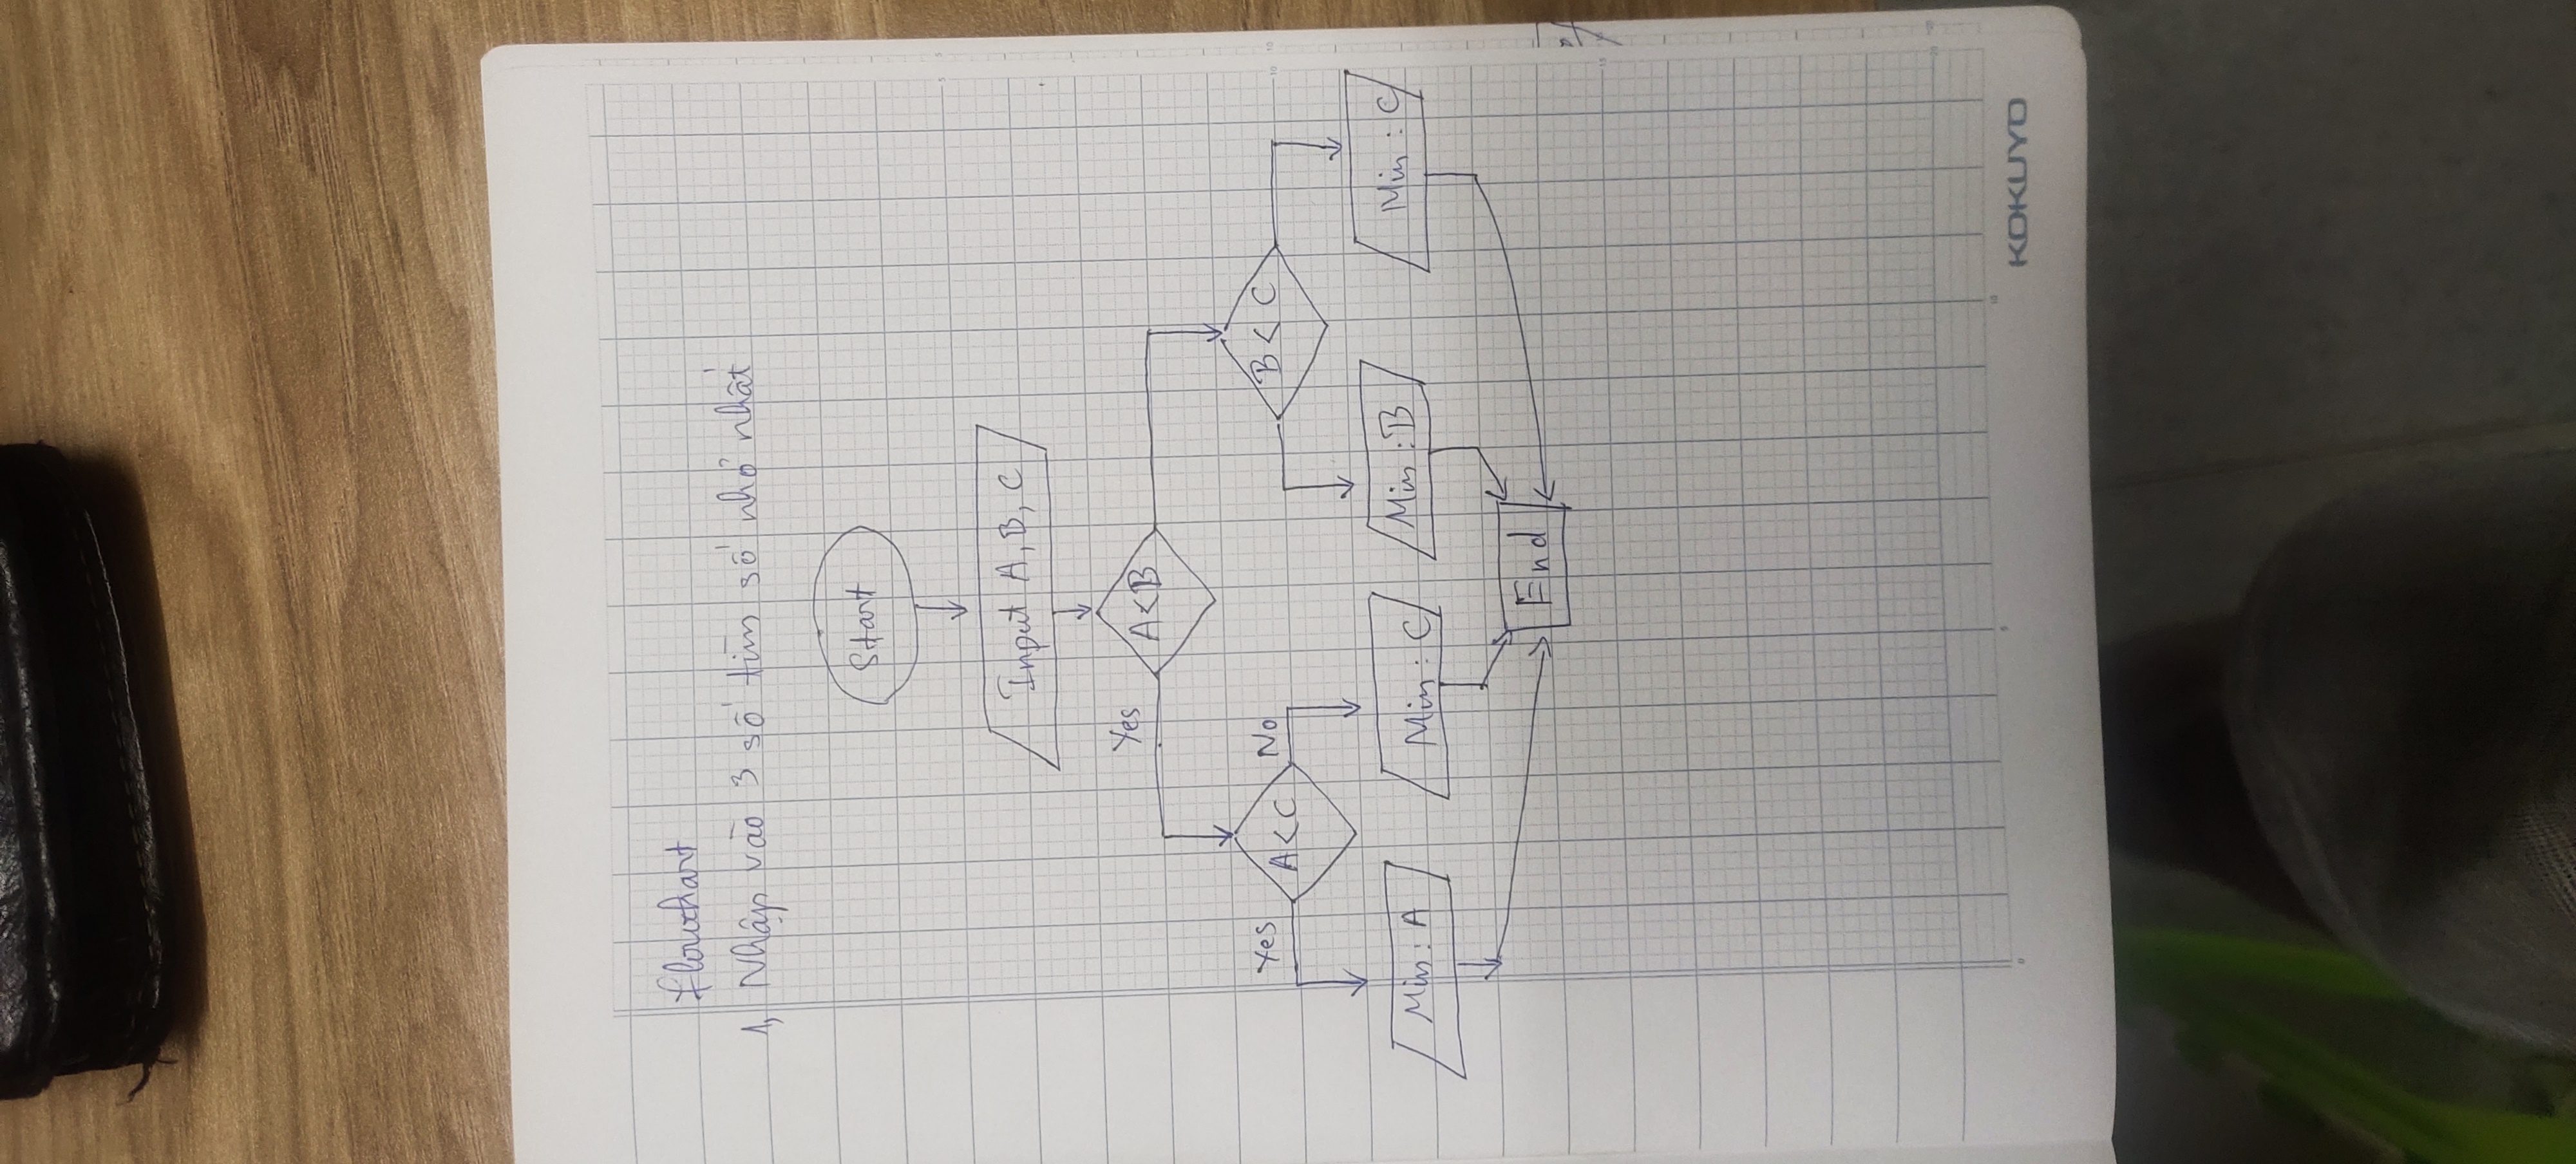 Flowchart
1, Nhập vào 3 số tìm số nhỏ nhất
Start
Input A, B, C
Yes
A<B
Yes
A<C
No
B< C
Min: A
Min: C
Min: B
Min: C
End
KOKUYO